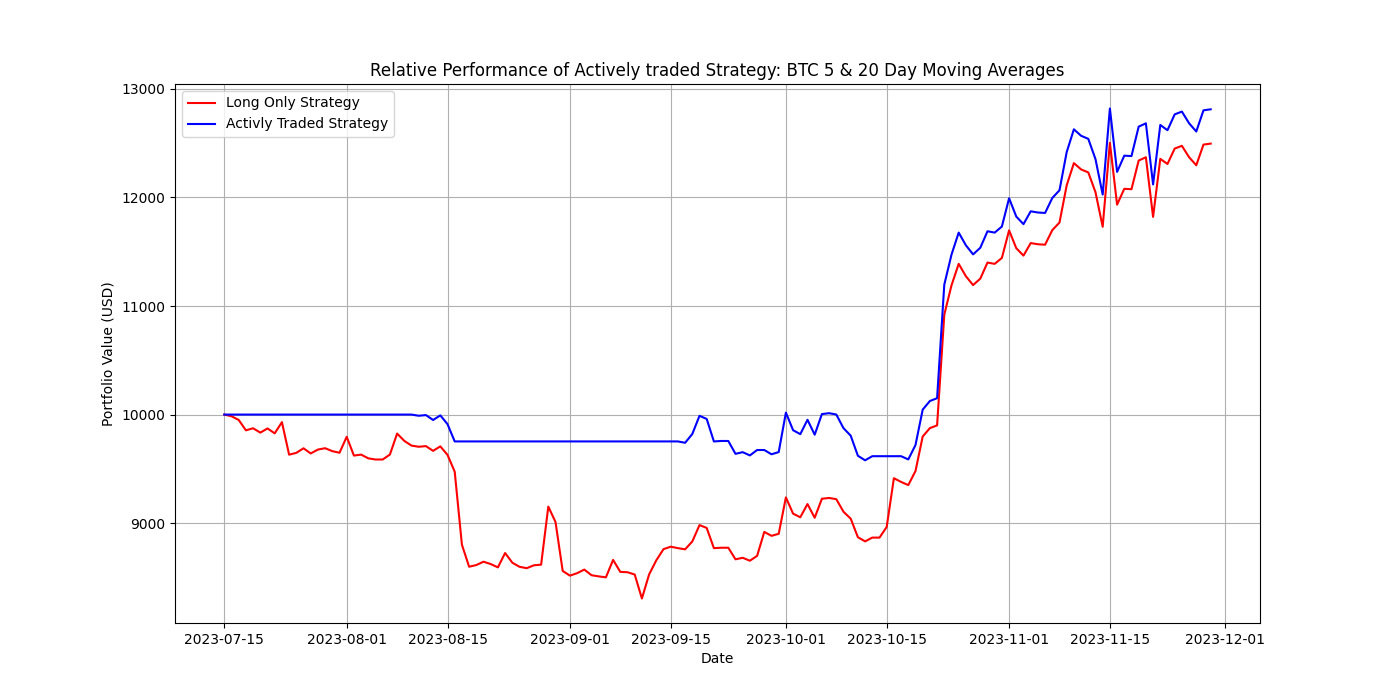 Relative Performance of Actively traded Strategy: BTC 5 & 20 Day Moving Averages
Long Only Strategy
Activly Traded Strategy
Portfolio Value (USD)
13000
12000
11000
10000
9000
2023-07-15 2023-08-01 2023-08-15 2023-09-01 2023-09-15 2023-10-01 2023-10-15 2023-11-01 2023-11-15 2023-12-01
Date